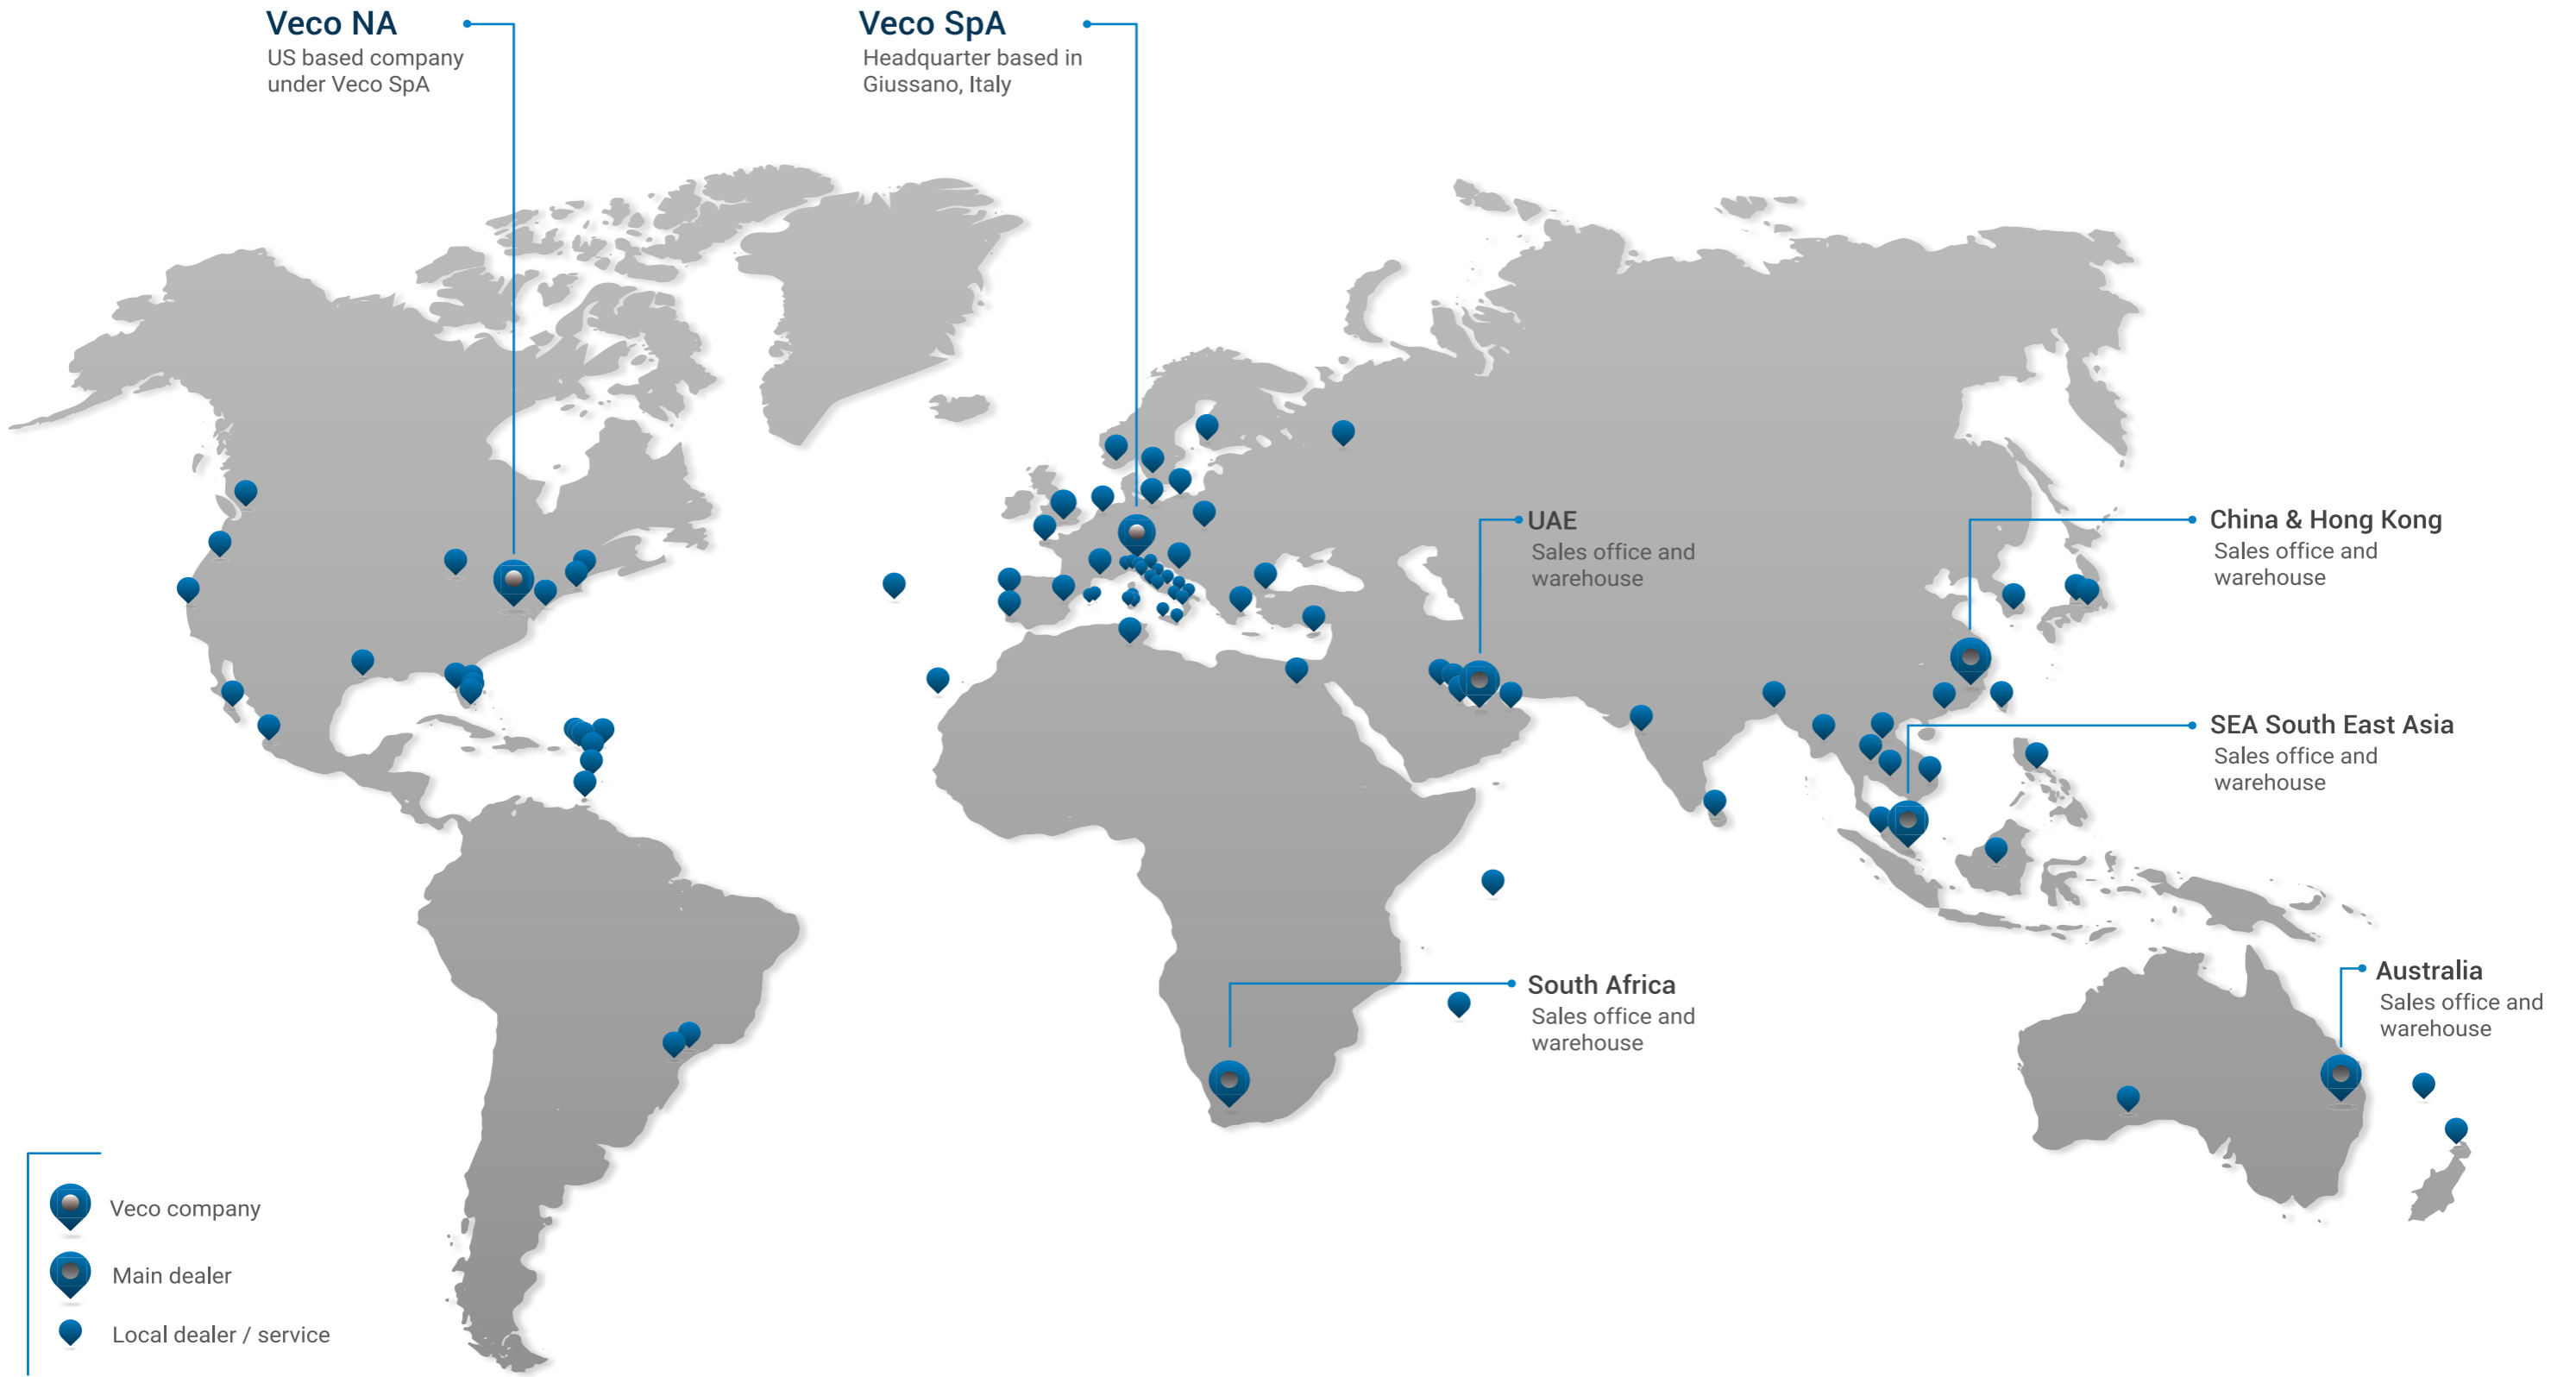 Veco NA
US based company
under Veco SpA
Veco SpA
Headquarter based in
Giussano, Italy
UAE
Sales office and
warehouse
China & Hong Kong
Sales office and
warehouse
SEA South East Asia
Sales office and
warehouse
South Africa
Sales office and
warehouse
Australia
Sales office and
warehouse
Veco company
Main dealer
Local dealer / service